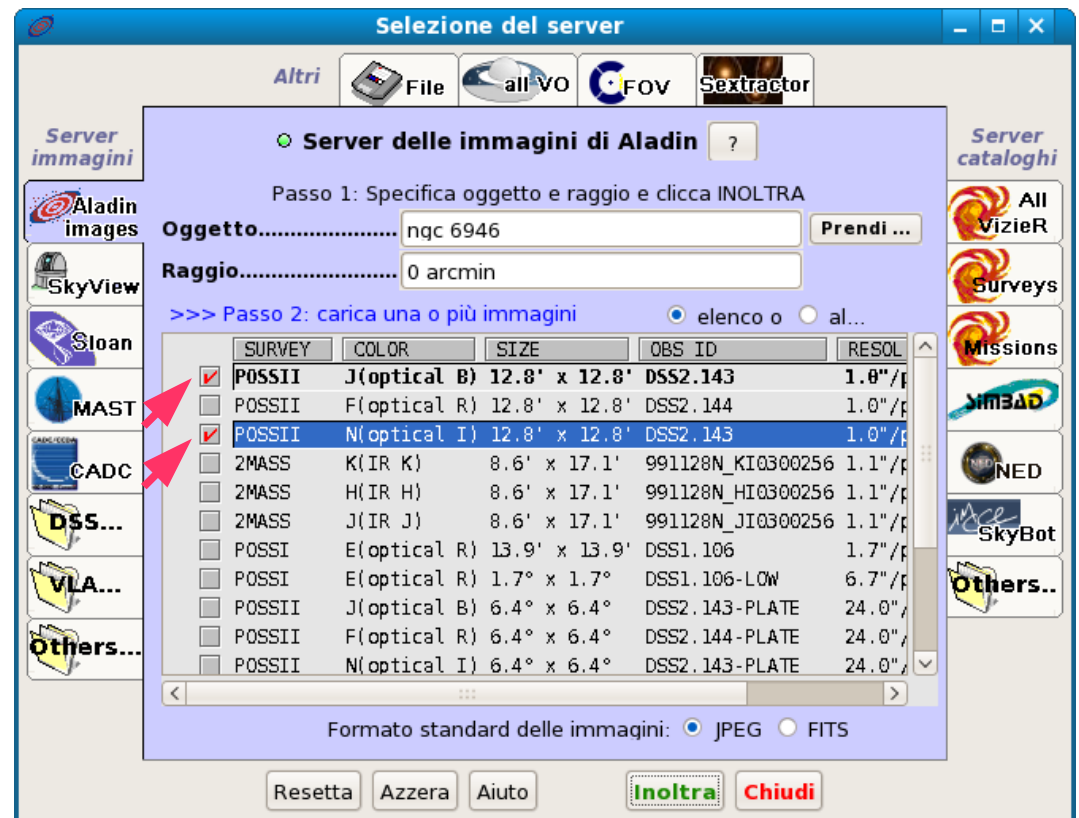 Selezione del server
Altri
File
all VO
FOV
Sextractor
Server immagini
Server cataloghi
Server delle immagini di Aladin ?
Passo 1: Specifica oggetto e raggio e clicca INOLTRA
Oggetto...................... ngc 6946 Prendi ...
Raggio......................... 0 arcmin
>>> Passo 2: carica una o più immagini elenco o al...
SURVEY COLOR SIZE OBS ID RESOL
POSSII J(optical B) 12.8' x 12.8' DSS2.143 1.0"/p
POSSII F(optical R) 12.8' x 12.8' DSS2.144 1.0"/p
POSSII N(optical I) 12.8' x 12.8' DSS2.143 1.0"/p
2MASS K(IR K) 8.6' x 17.1' 991128N_KI0300256 1.1"/p
2MASS H(IR H) 8.6' x 17.1' 991128N_HI0300256 1.1"/p
2MASS J(IR J) 8.6' x 17.1' 991128N_JI0300256 1.1"/p
POSSI E(optical R) 13.9' x 13.9' DSS1.106 1.7"/p
POSSI E(optical R) 1.7° x 1.7° DSS1.106-LOW 6.7"/p
POSSII J(optical B) 6.4° x 6.4° DSS2.143-PLATE 24.0"/
POSSII F(optical R) 6.4° x 6.4° DSS2.144-PLATE 24.0"/
POSSII N(optical I) 6.4° x 6.4° DSS2.143-PLATE 24.0"/
Formato standard delle immagini: JPEG FITS
Aladin images
SkyView
Sloan
MAST
CADC
DSS...
VLA...
Others...
All VizieR
Surveys
Missions
SIMBAD
NED
SkyBot
Others..
Resetta Azzera Aiuto Inoltra Chiudi